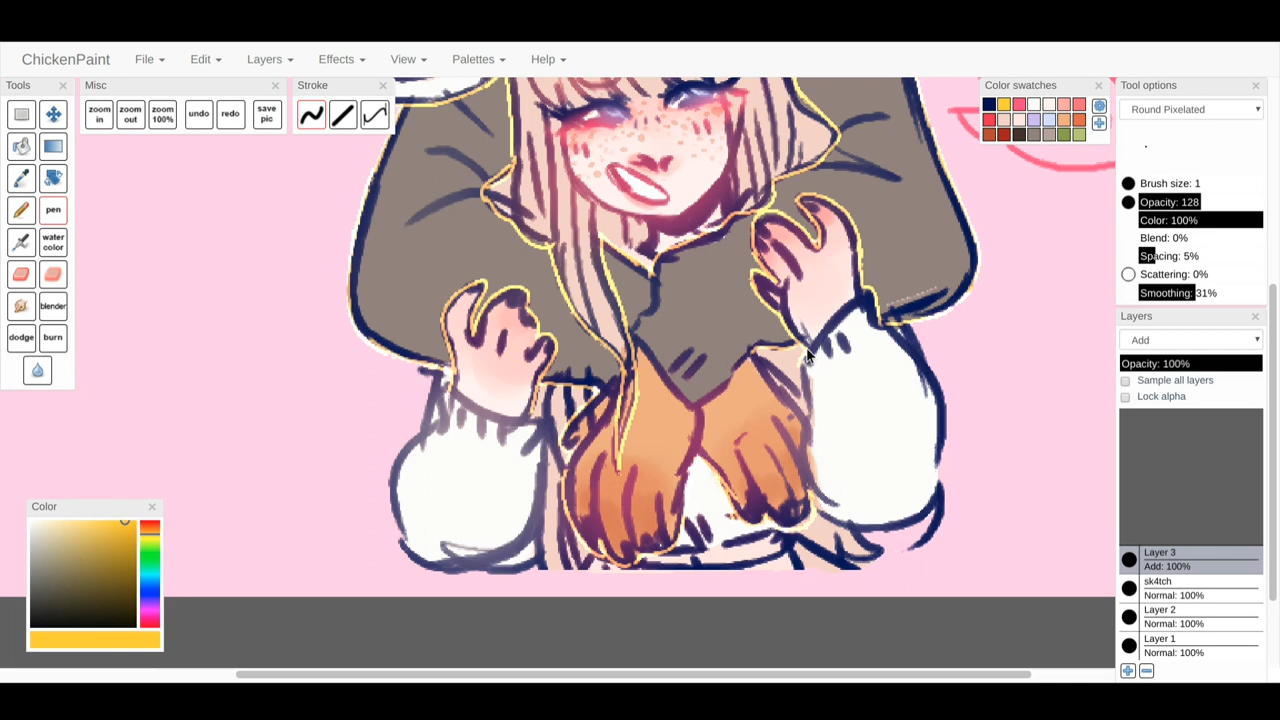 ChickenPaint File Edit Layers Effects View Palettes Help
Tools
Misc
Stroke
zoom in
zoom out
zoom 100%
undo
redo
save pic
pen
water color
blender
dodge
burn
Color
Color swatches
Tool options
Round Pixelated
Brush size: 1
Opacity: 128
Color: 100%
Blend: 0%
Spacing: 5%
Scattering: 0%
Smoothing: 31%
Layers
Add
Opacity: 100%
Sample all layers
Lock alpha
Layer 3
Add: 100%
sk4tch
Normal: 100%
Layer 2
Normal: 100%
Layer 1
Normal: 100%